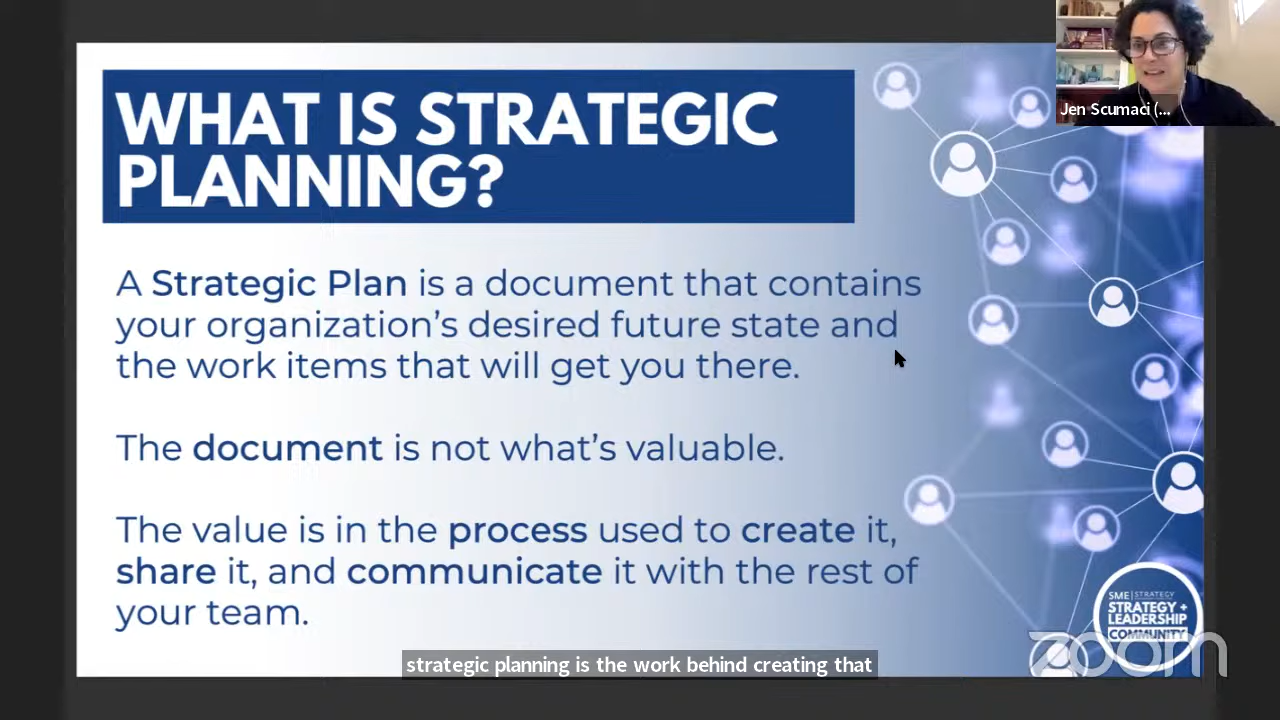 WHAT IS STRATEGIC
PLANNING?
Jen Scumaci (...
A Strategic Plan is a document that contains
your organization's desired future state and
the work items that will get you there.
The document is not what's valuable.
The value is in the process used to create it,
share it, and communicate it with the rest of
your team.
SME | STRATEGY
STRATEGY +
LEADERSHIP
COMMUNITY
zoom
strategic planning is the work behind creating that